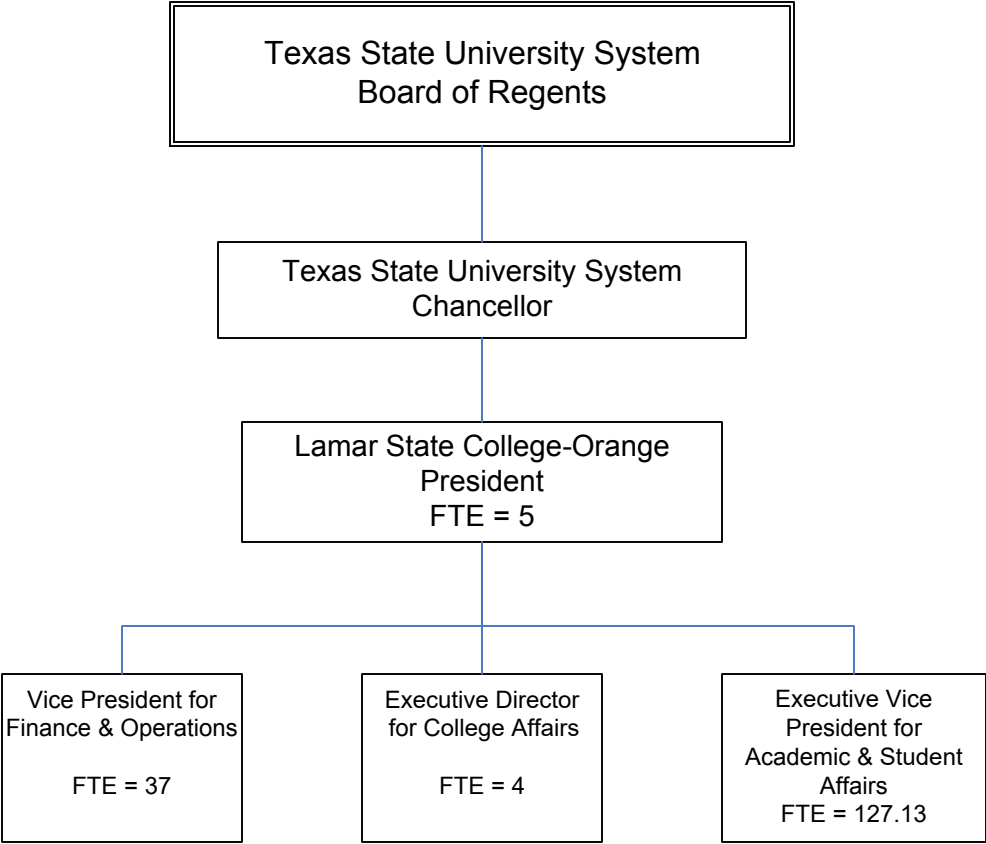 Texas State University System
Board of Regents
Texas State University System
Chancellor
Lamar State College-Orange
President
FTE = 5
Vice President for
Finance & Operations
FTE = 37
Executive Director
for College Affairs
FTE = 4
Executive Vice
President for
Academic & Student
Affairs
FTE = 127.13